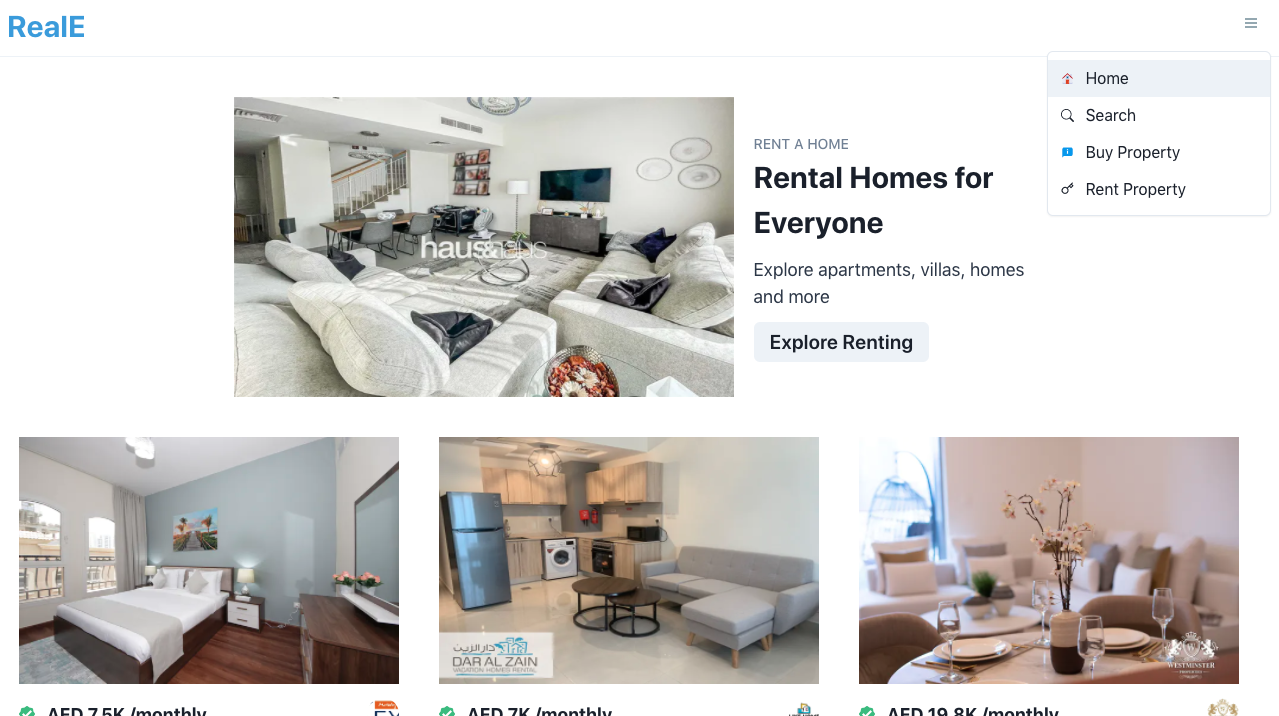 RealE
Home
Search
Buy Property
Rent Property
haus&haus
RENT A HOME
Rental Homes for
Everyone
Explore apartments, villas, homes
and more
Explore Renting
دار الزين
DAR AL ZAIN
VACATION HOMES RENTAL
WESTMINSTER
AED 7.5K /monthly
AED 7K /monthly
AED 19.8K /monthly